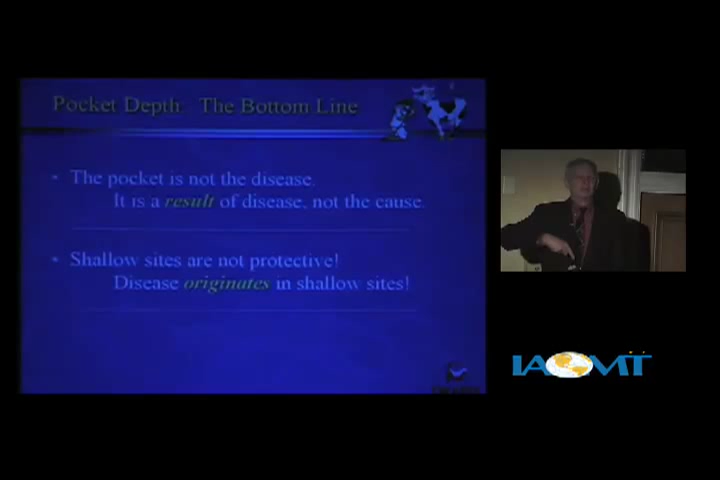 Pocket Depth: The Bottom Line
• The pocket is not the disease.
It is a result of disease, not the cause.
• Shallow sites are not protective!
Disease originates in shallow sites!
IAOMT